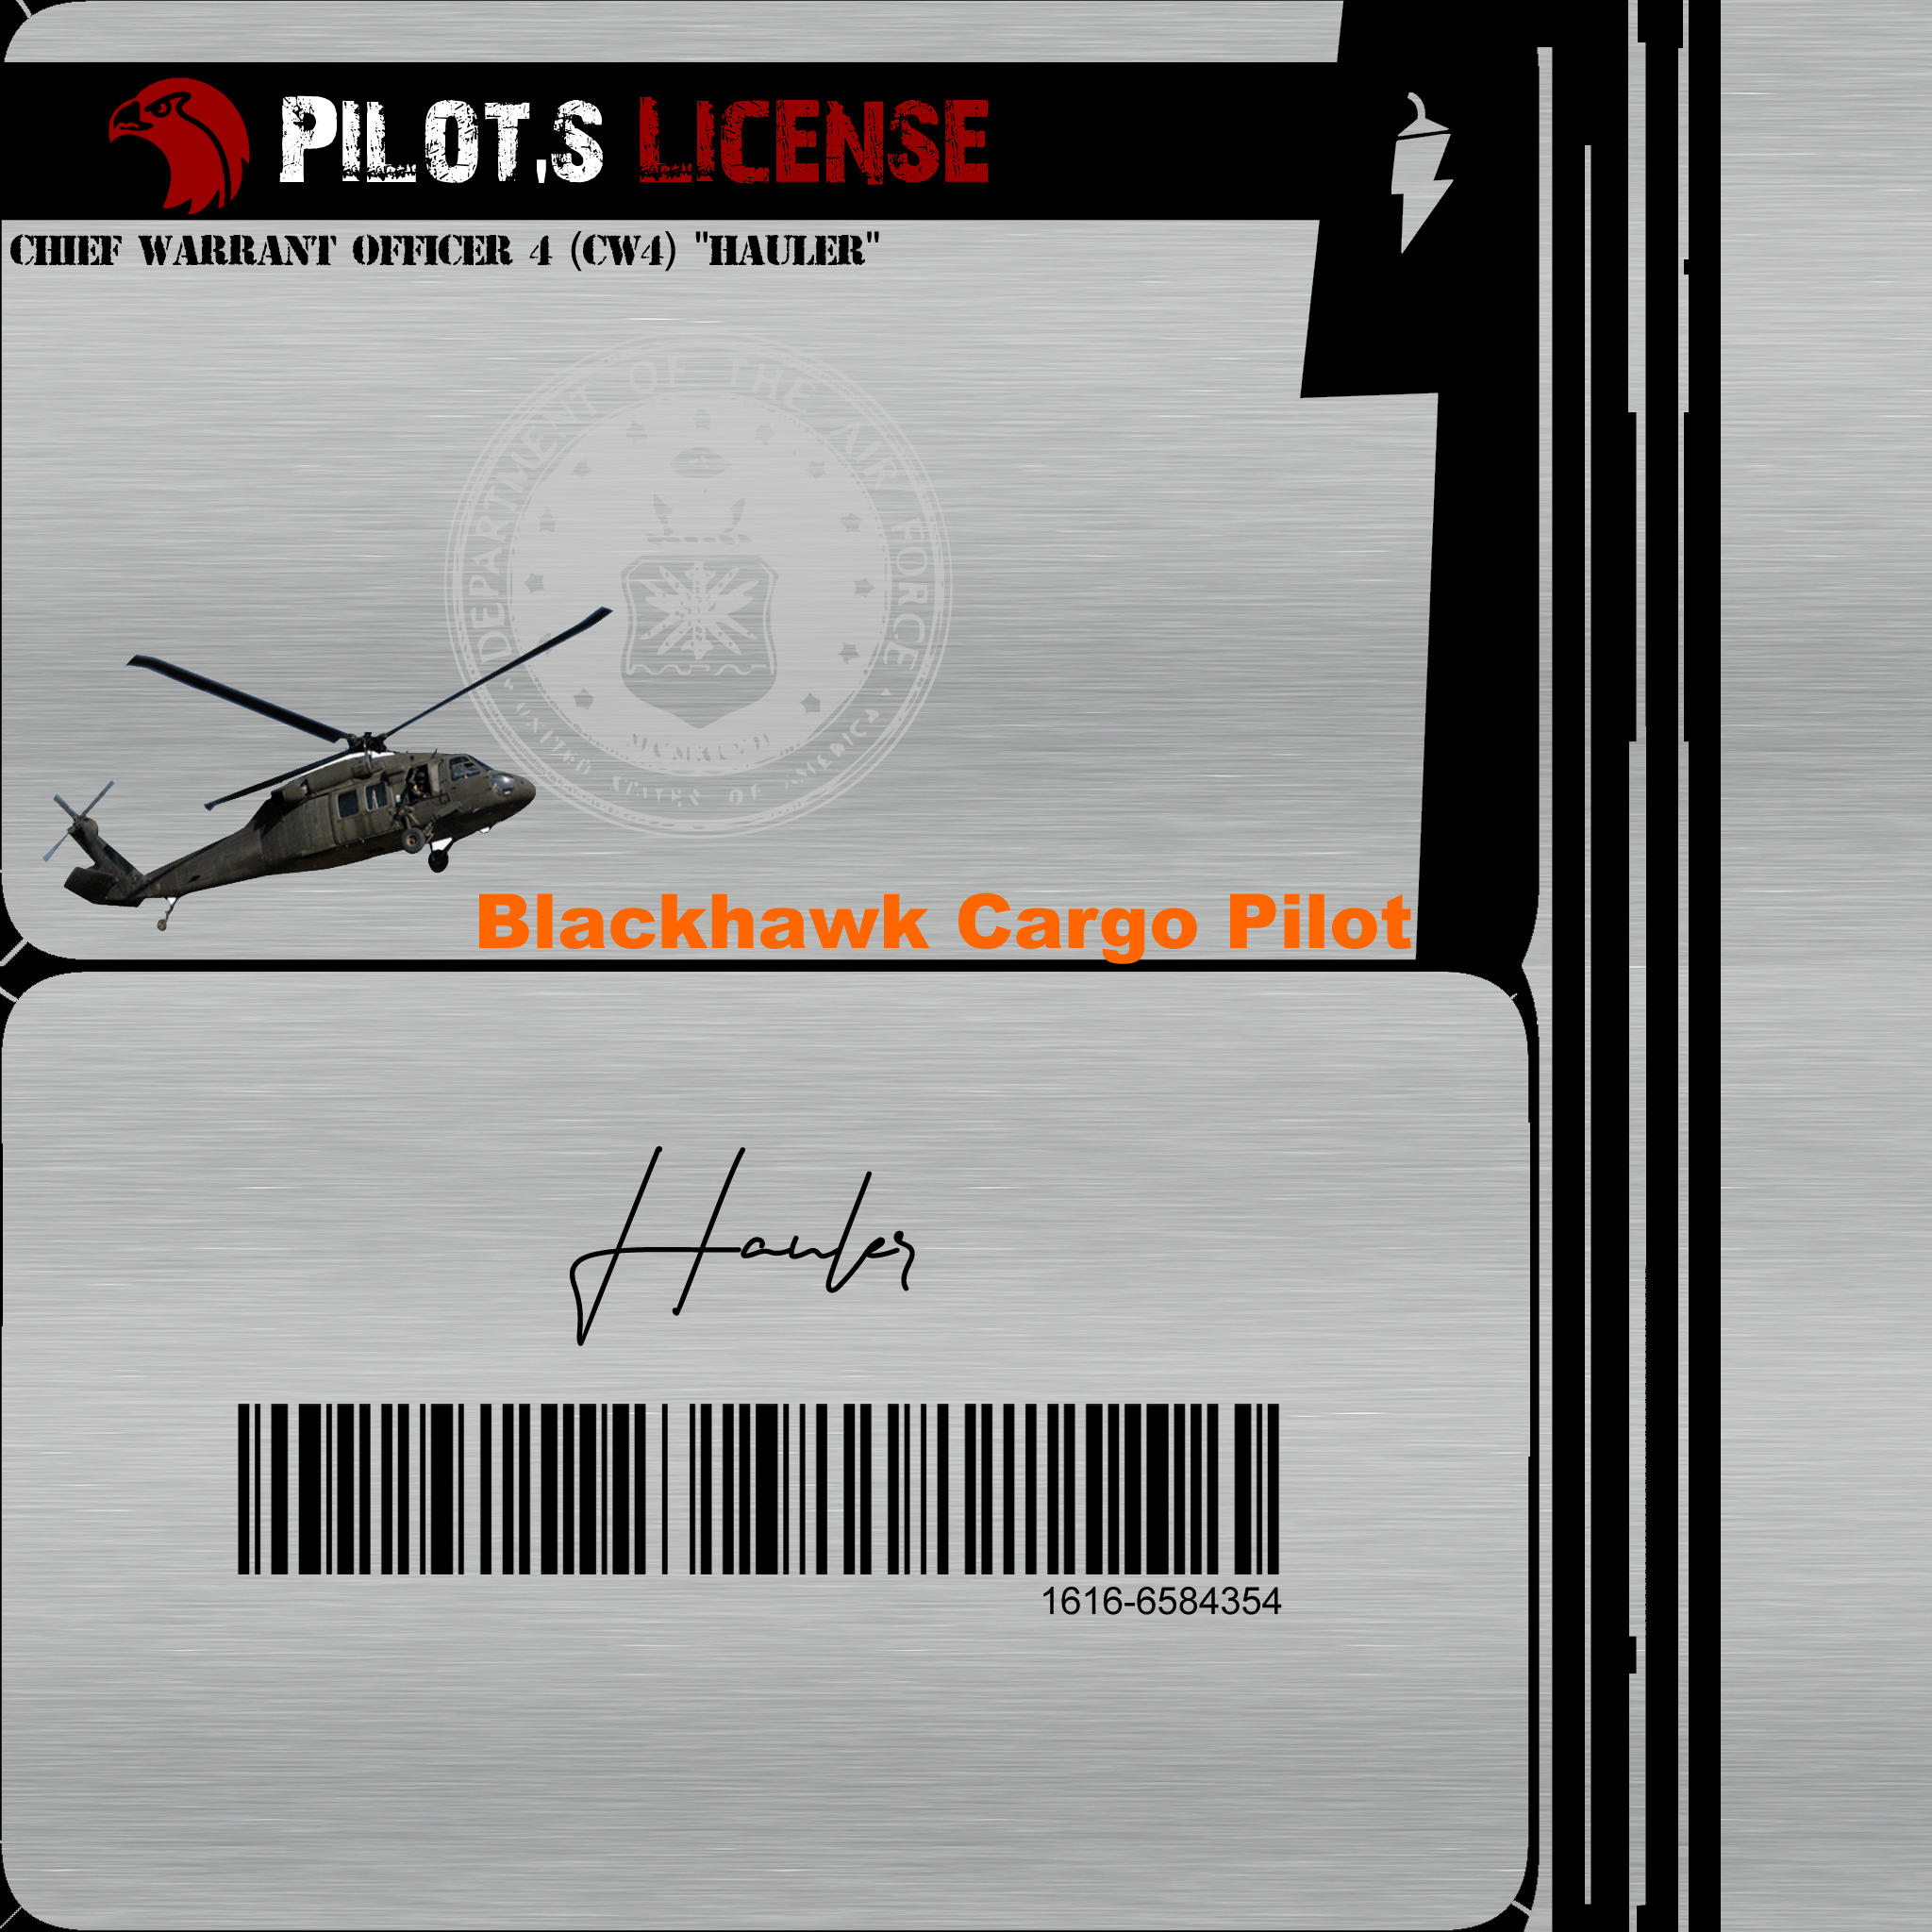 PILOT,S LICENSE
CHIEF WARRANT OFFICER 4 (CW4) "HAULER"
DEPARTMENT OF THE AIR FORCE
UNITED STATES OF AMERICA
Blackhawk Cargo Pilot
Hauler
1616-6584354